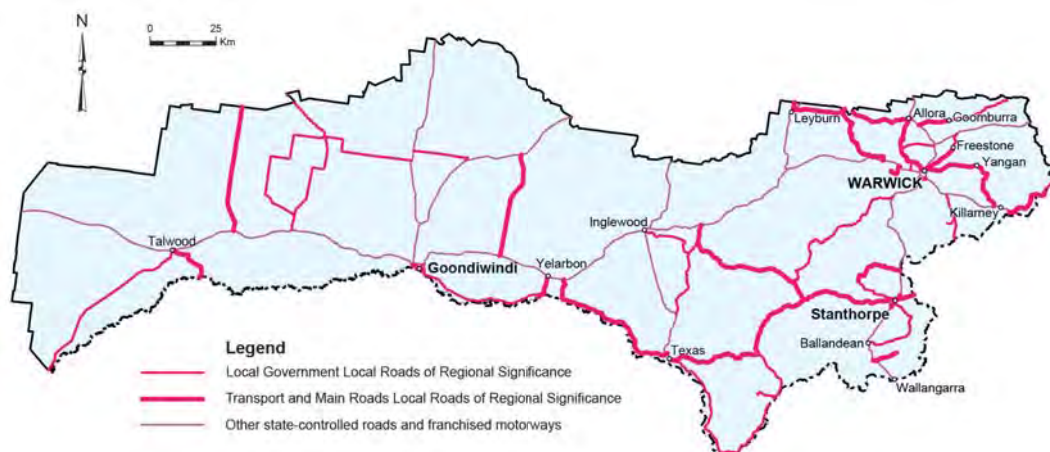 N
0 25
Km
Leyburn
Allora
Goomburra
Freestone
Yangan
WARWICK
Killarney
Inglewood
Talwood
Goondiwindi
Yelarbon
Stanthorpe
Ballandean
Texas
Wallangarra
Legend
Local Government Local Roads of Regional Significance
Transport and Main Roads Local Roads of Regional Significance
Other state-controlled roads and franchised motorways